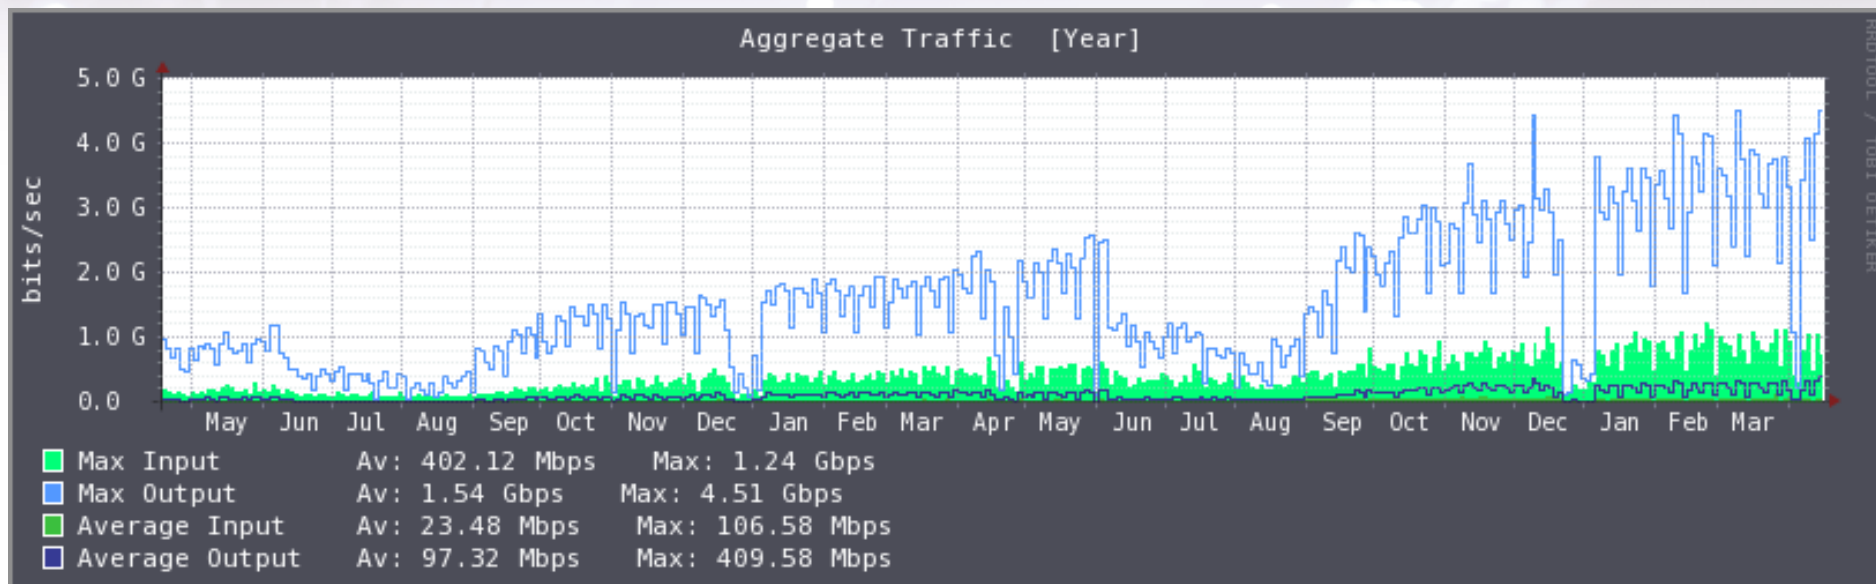 Aggregate Traffic [Year]
RRDTOOL / TOBI OETIKER
bits/sec
5.0 G
4.0 G
3.0 G
2.0 G
1.0 G
0.0
May Jun Jul Aug Sep Oct Nov Dec Jan Feb Mar Apr May Jun Jul Aug Sep Oct Nov Dec Jan Feb Mar
Max Input Av: 402.12 Mbps Max: 1.24 Gbps
Max Output Av: 1.54 Gbps Max: 4.51 Gbps
Average Input Av: 23.48 Mbps Max: 106.58 Mbps
Average Output Av: 97.32 Mbps Max: 409.58 Mbps